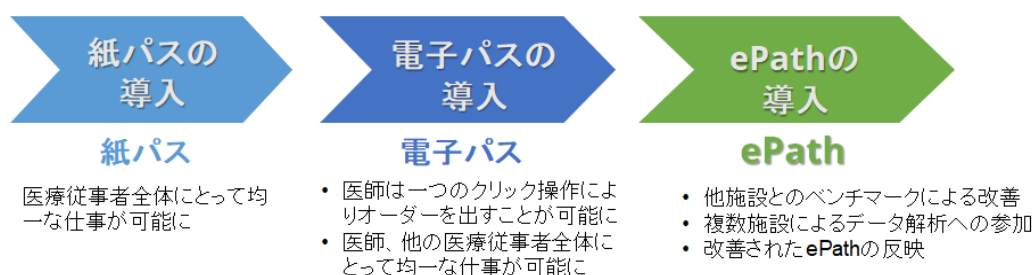 紙パスの
導入
紙パス
医療従事者全体にとって均
一な仕事が可能に
電子パスの
導入
電子パス
• 医師は一つのクリック操作によ
りオーダーを出すことが可能に
• 医師、他の医療従事者全体に
とって均一な仕事が可能に
ePathの
導入
ePath
• 他施設とのベンチマークによる改善
• 複数施設によるデータ解析への参加
• 改善されたePathの反映